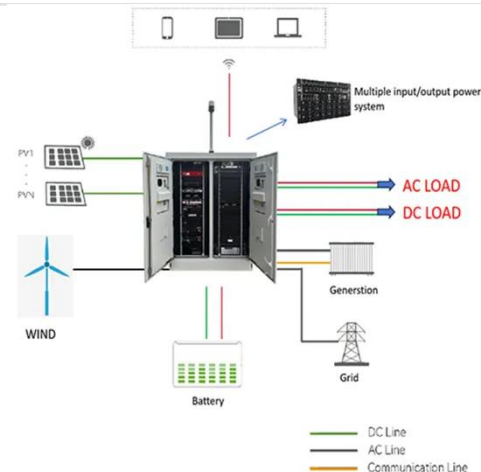 Multiple input/output power
system
PV1
PVN
AC LOAD
DC LOAD
WIND
Generstion
Grid
Battery
DC Line
AC Line
Communication Line